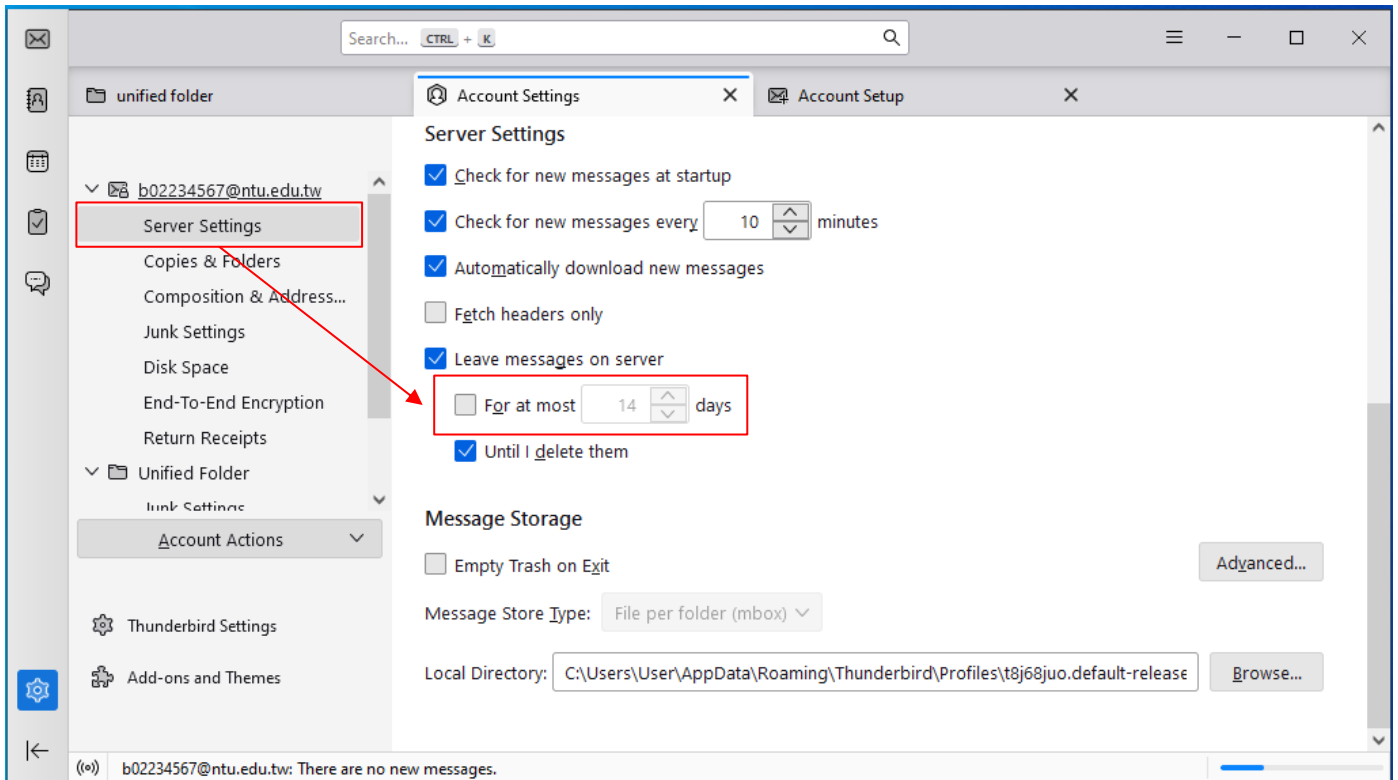 Search... CTRL + K
unified folder
Account Settings
Account Setup
b02234567@ntu.edu.tw
Server Settings
Copies & Folders
Composition & Address...
Junk Settings
Disk Space
End-To-End Encryption
Return Receipts
Unified Folder
Junk Settings
Account Actions
Thunderbird Settings
Add-ons and Themes
Server Settings
Check for new messages at startup
Check for new messages every 10 minutes
Automatically download new messages
Fetch headers only
Leave messages on server
For at most 14 days
Until I delete them
Message Storage
Empty Trash on Exit
Advanced...
Message Store Type: File per folder (mbox)
Local Directory: C:\Users\User\AppData\Roaming\Thunderbird\Profiles\t8j68juo.default-release
Browse...
b02234567@ntu.edu.tw: There are no new messages.